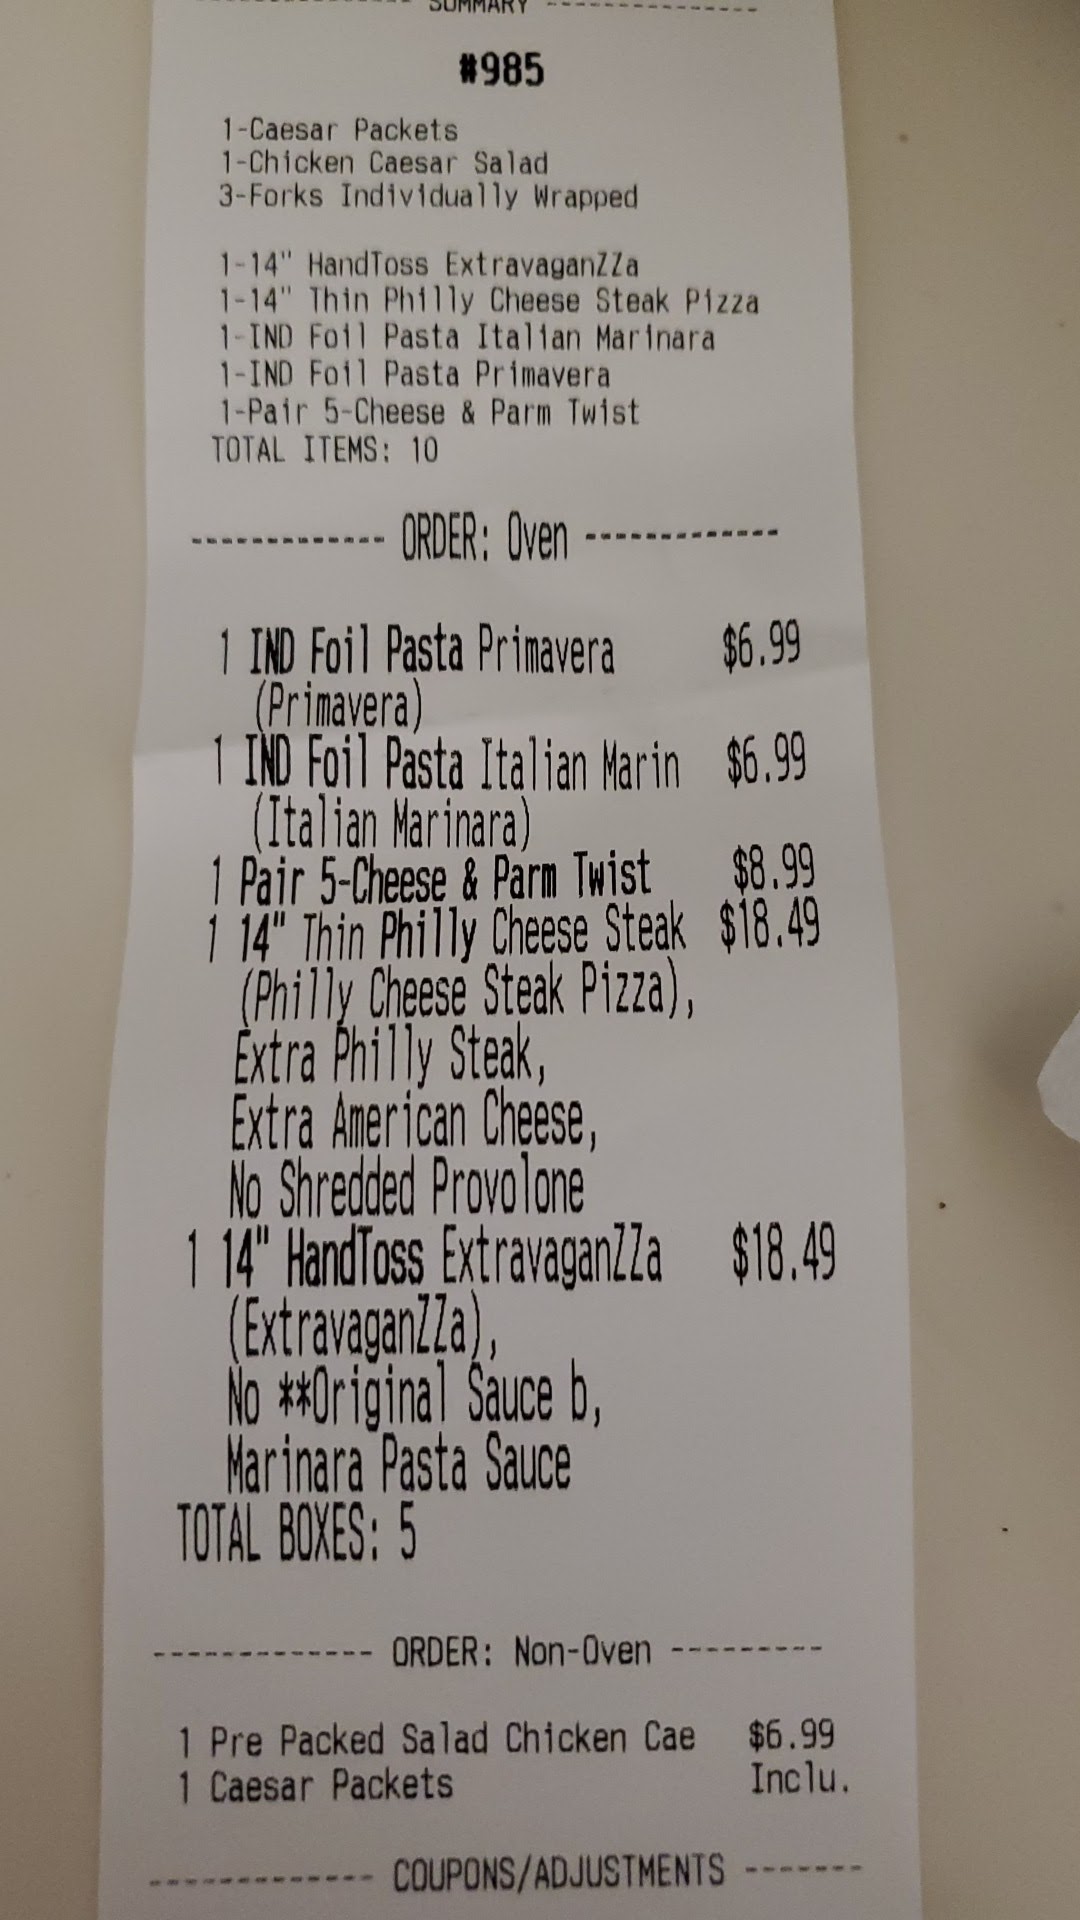 ------------ SUMMARY ------------
#985
1-Caesar Packets
1-Chicken Caesar Salad
3-Forks Individually Wrapped
1-14" HandToss ExtravaganZZa
1-14" Thin Philly Cheese Steak Pizza
1-IND Foil Pasta Italian Marinara
1-IND Foil Pasta Primavera
1-Pair 5-Cheese & Parm Twist
TOTAL ITEMS: 10
------------- ORDER: Oven -------------
1 IND Foil Pasta Primavera $6.99
(Primavera)
1 IND Foil Pasta Italian Marin $6.99
(Italian Marinara)
1 Pair 5-Cheese & Parm Twist $8.99
1 14" Thin Philly Cheese Steak $18.49
(Philly Cheese Steak Pizza),
Extra Philly Steak,
Extra American Cheese,
No Shredded Provolone
1 14" HandToss ExtravaganZZa $18.49
(ExtravaganZZa),
No **Original Sauce b,
Marinara Pasta Sauce
TOTAL BOXES: 5
------------- ORDER: Non-Oven ---------
1 Pre Packed Salad Chicken Cae $6.99
1 Caesar Packets Inclu.
------------- COUPONS/ADJUSTMENTS -------